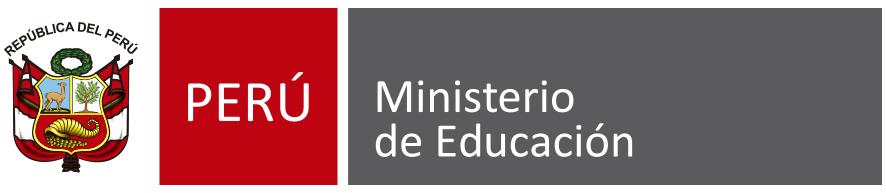 REPÚBLICA DEL PERÚ
PERÚ
Ministerio
de Educación